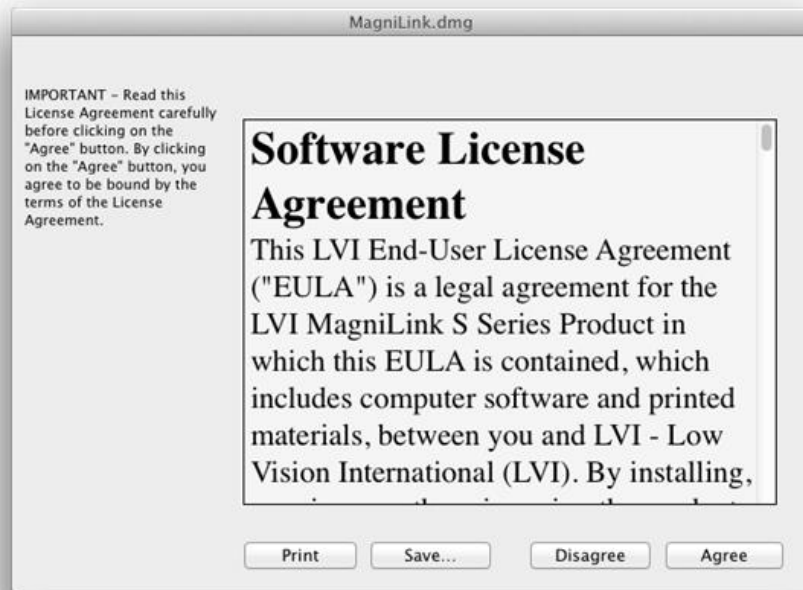 MagniLink.dmg
IMPORTANT – Read this
License Agreement carefully
before clicking on the
"Agree" button. By clicking
on the "Agree" button, you
agree to be bound by the
terms of the License
Agreement.
Software License
Agreement
This LVI End-User License Agreement
("EULA") is a legal agreement for the
LVI MagniLink S Series Product in
which this EULA is contained, which
includes computer software and printed
materials, between you and LVI - Low
Vision International (LVI). By installing,
Print
Save...
Disagree
Agree